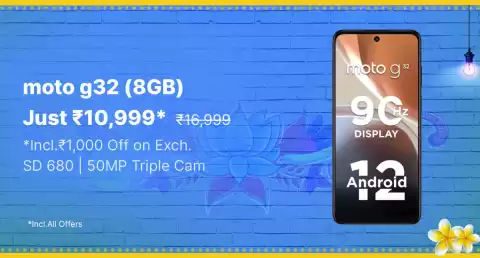 moto g32 (8GB)
Just ₹10,999* ₹16,999
*Incl.₹1,000 Off on Exch.
SD 680 | 50MP Triple Cam
*Incl.All Offers
moto g32
90Hz
DISPLAY
12
Android